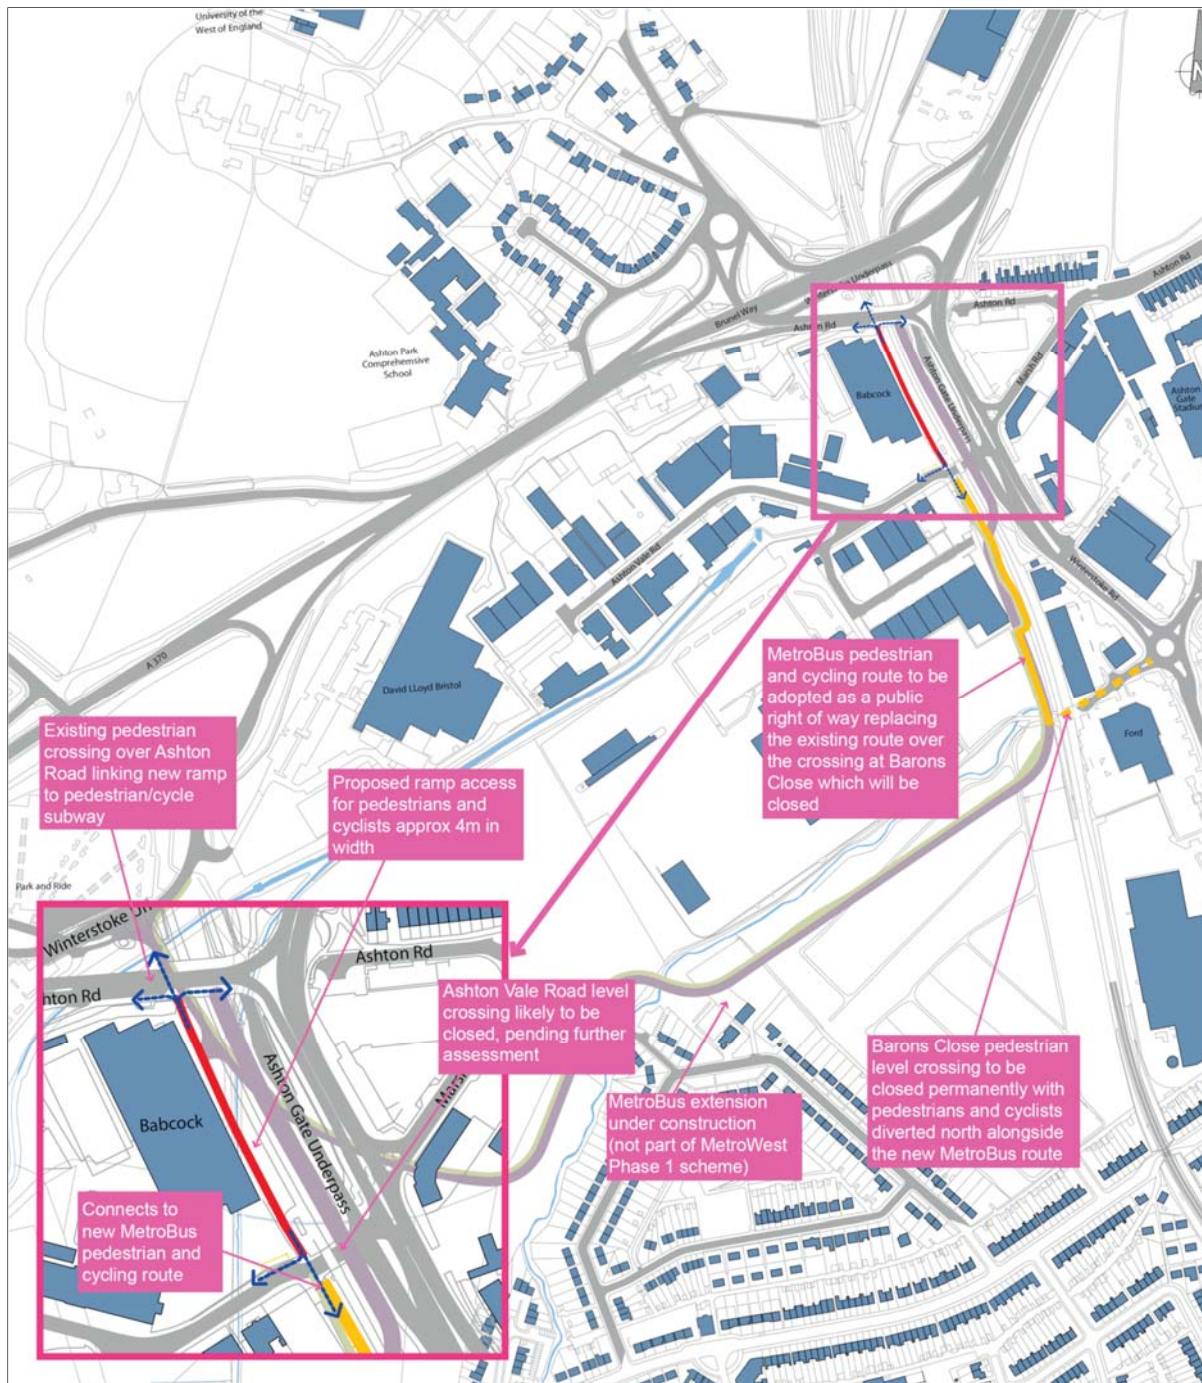 University of the
West of England
N
Winterstoke Underpass
Brunel Way
Ashton Rd
Ashton Rd
Ashton Rd
Marsh Rd
Ashton Park
Comprehemsive
School
Babcock
Ashton Gate Underpass
Ashton
Gate
Stadium
Ashton Vale Rd
Winterstoke Rd
A 370
David LLoyd Bristol
MetroBus pedestrian
and cycling route to be
adopted as a public
right of way replacing
the existing route over
the crossing at Barons
Close which will be
closed
Ford
Existing pedestrian
crossing over Ashton
Road linking new ramp
to pedestrian/cycle
subway
Proposed ramp access
for pedestrians and
cyclists approx 4m in
width
Park and Ride
Winterstoke Un
nton Rd
Ashton Rd
Ashton Vale Road level
crossing likely to be
closed, pending further
assessment
Ashton Gate Underpass
Marsh
Babcock
MetroBus extension
under construction
(not part of MetroWest
Phase 1 scheme)
Barons Close pedestrian
level crossing to be
closed permanently with
pedestrians and cyclists
diverted north alongside
the new MetroBus route
Connects to
new MetroBus
pedestrian and
cycling route